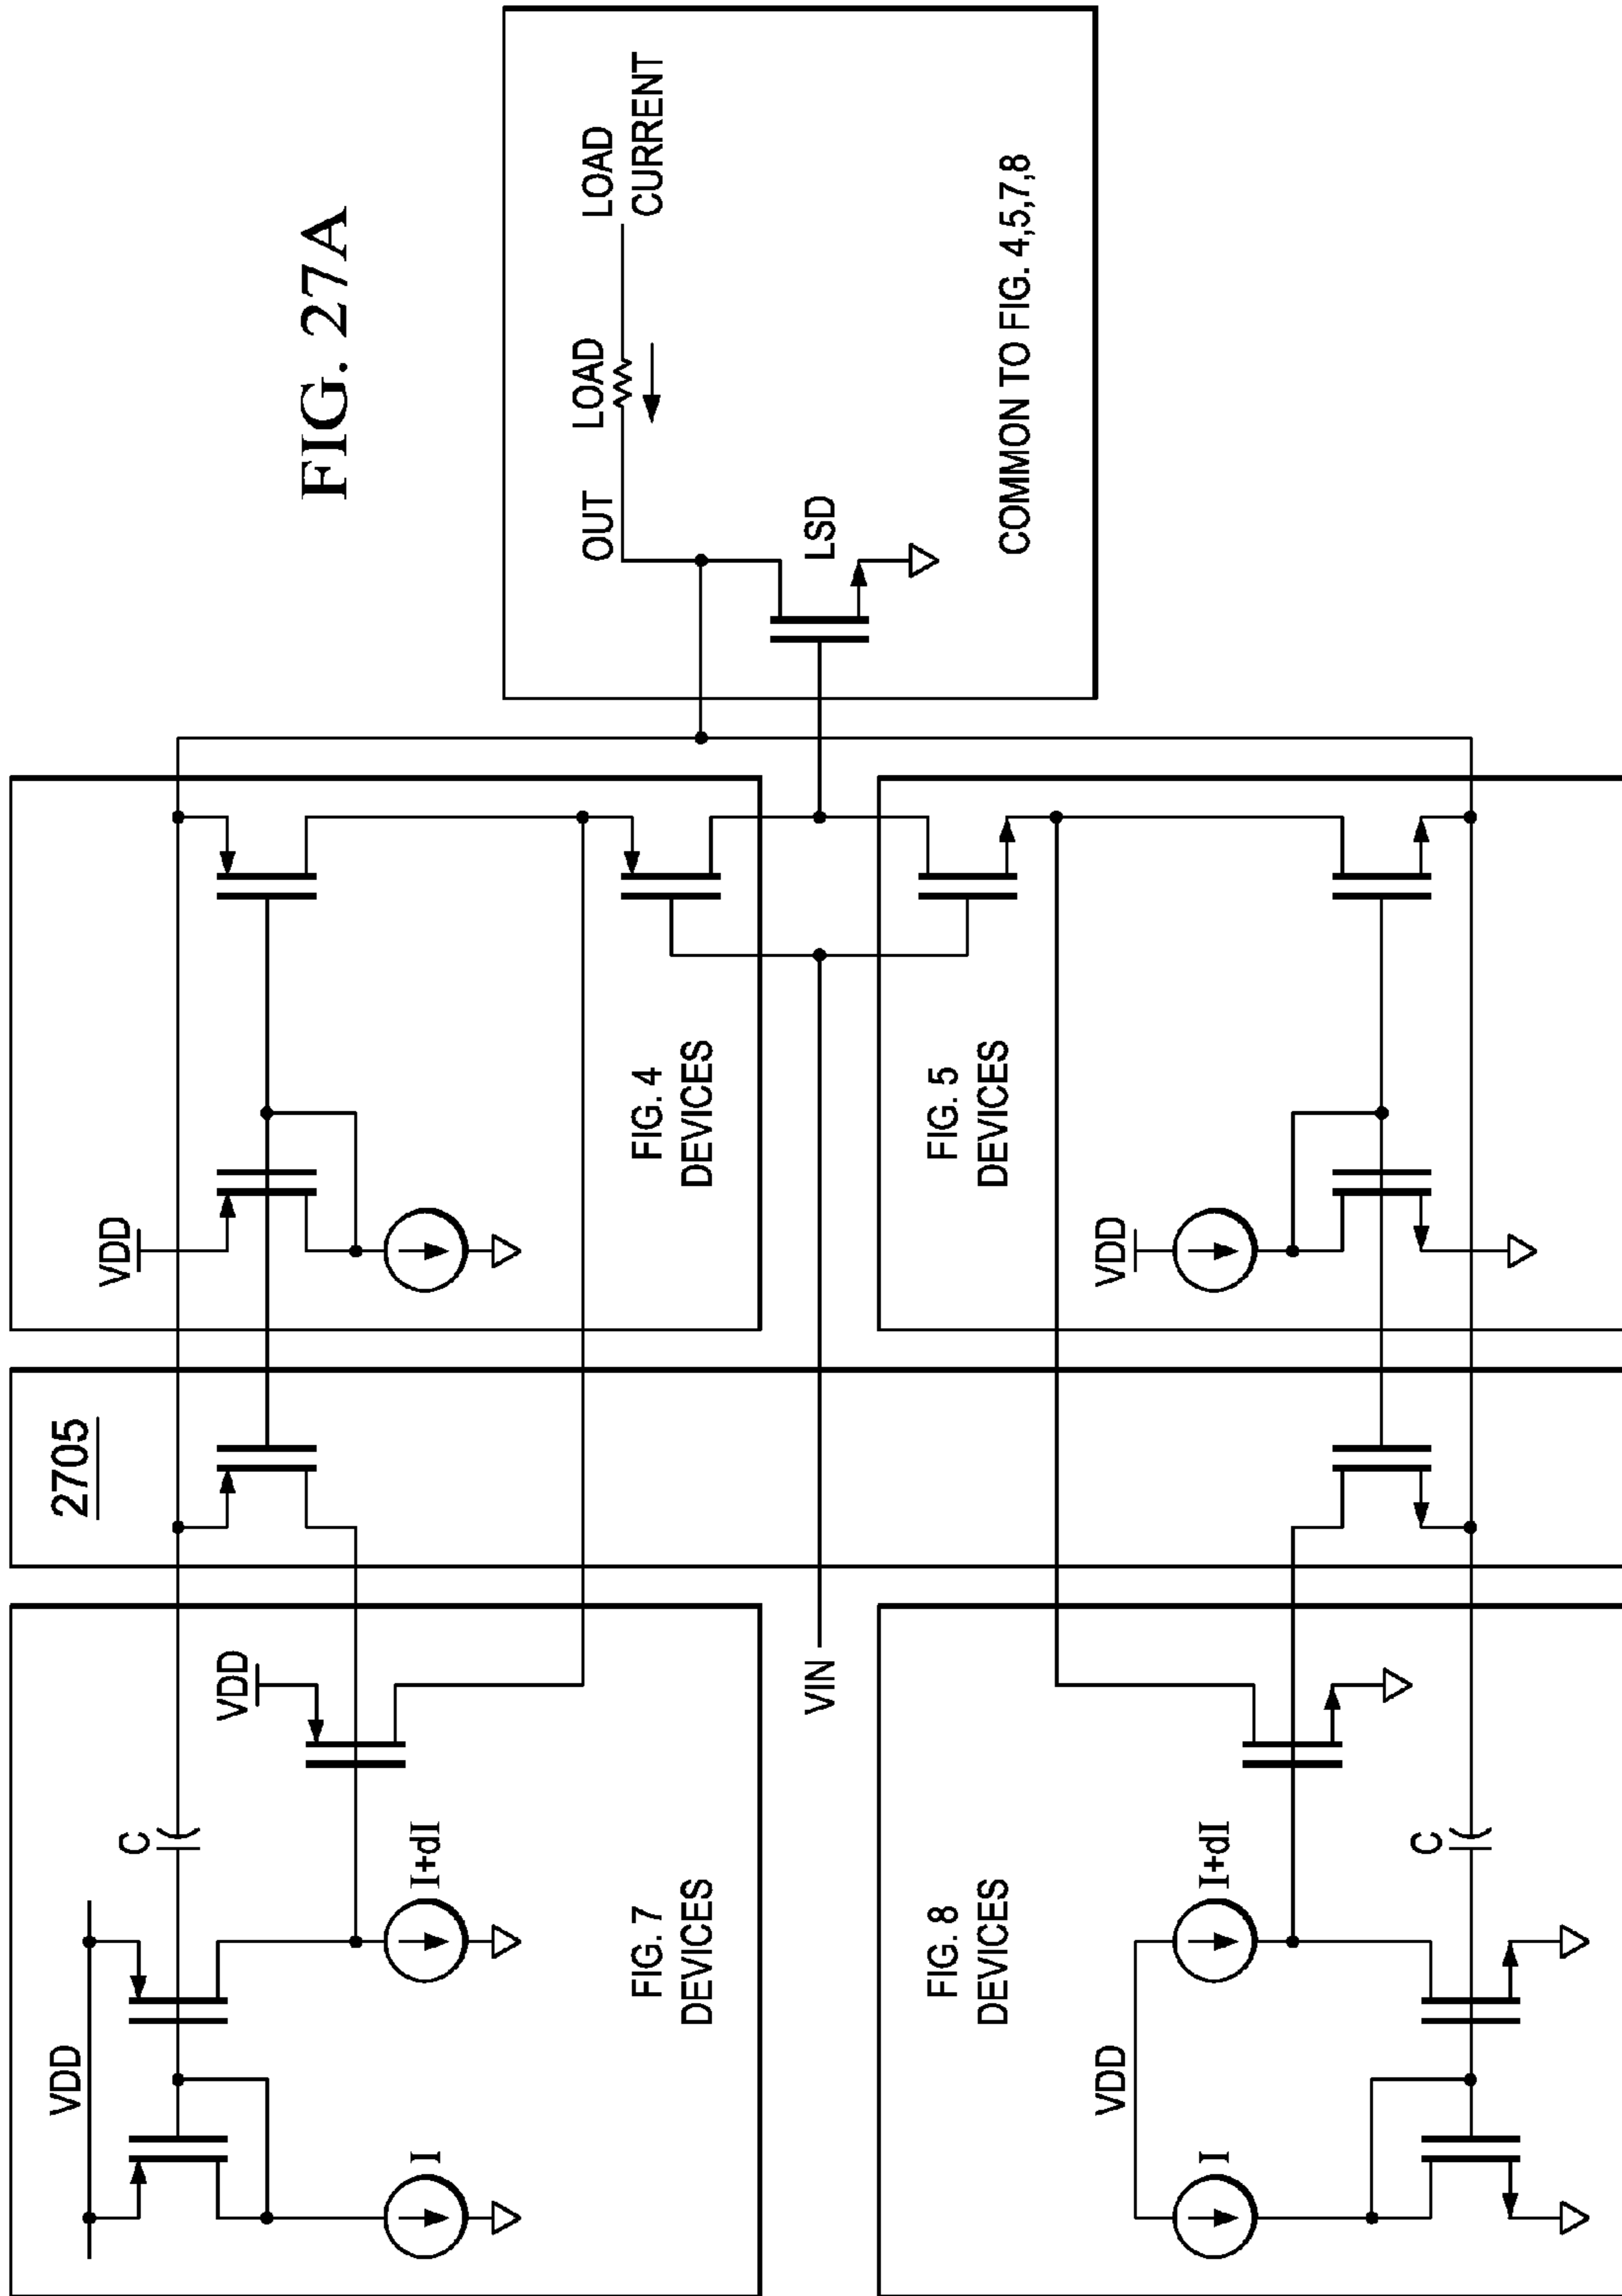 FIG. 27A
VDD
C
VDD
I
I+dI
FIG. 7
DEVICES
2705
VDD
FIG. 4
DEVICES
VIN
OUT
LOAD
LOAD
CURRENT
LSD
COMMON TO FIG. 4,5,7,8
FIG. 8
DEVICES
VDD
I
I+dI
C
FIG. 5
DEVICES
VDD